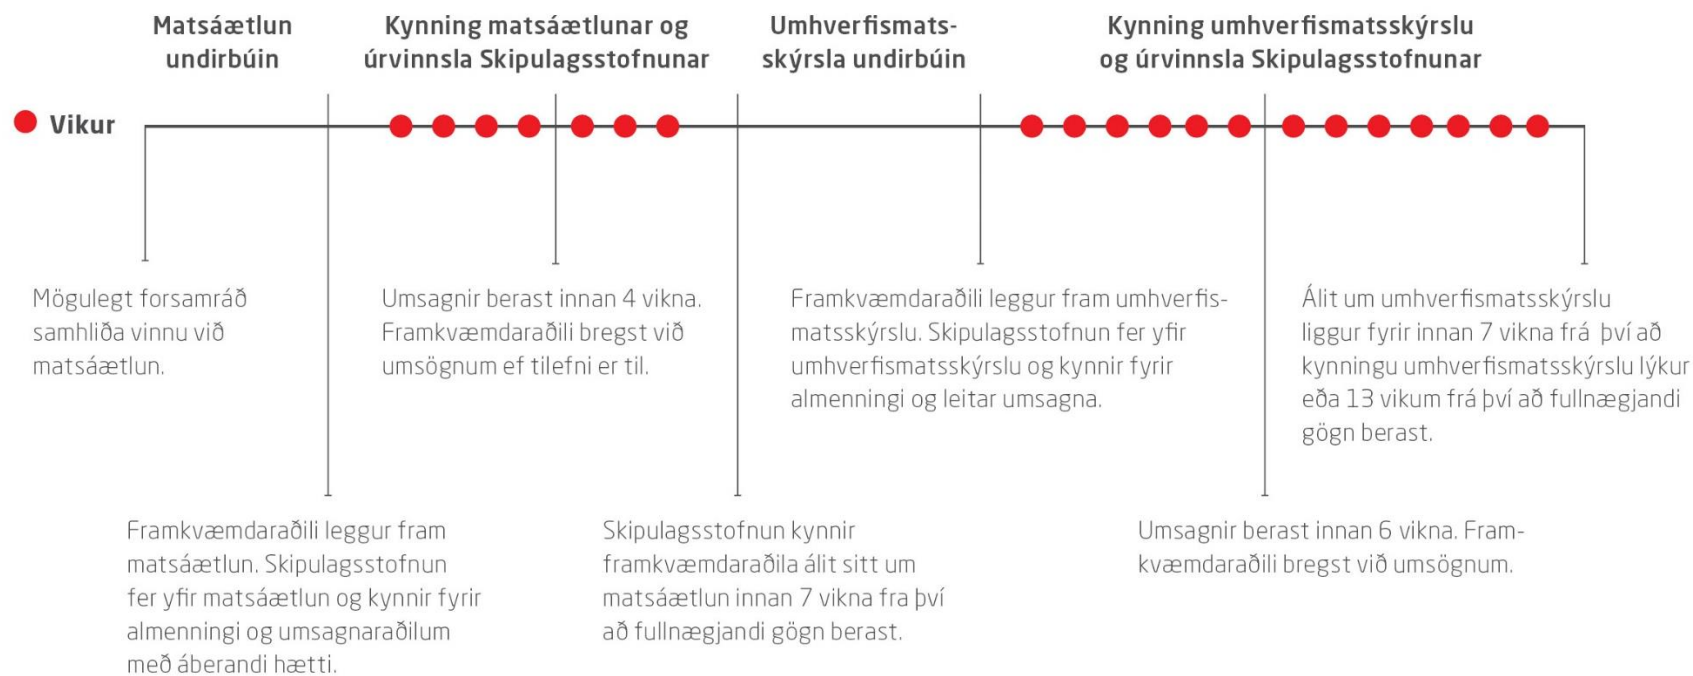 Matsáætlun
undirbúin
Kynning matsáætlunar og
úrvinnsla Skipulagsstofnunar
Umhverfismats-
skýrsla undirbúin
Kynning umhverfismatsskýrslu
og úrvinnsla Skipulagsstofnunar
Vikur
Mögulegt forsamráð
samhliða vinnu við
matsáætlun.
Umsagnir berast innan 4 vikna.
Framkvæmdaraðili bregst við
umsögnum ef tilefni er til.
Framkvæmdaraðili leggur fram umhverfis-
matsskýrslu. Skipulagsstofnun fer yfir
umhverfismatsskýrslu og kynnir fyrir
almenningi og leitar umsagna.
Álit um umhverfismatsskýrslu
liggur fyrir innan 7 vikna frá því að
kynningu umhverfismatsskýrslu lýkur
eða 13 vikum frá því að fullnægjandi
gögn berast.
Framkvæmdaraðili leggur fram
matsáætlun. Skipulagsstofnun
fer yfir matsáætlun og kynnir fyrir
almenningi og umsagnaraðilum
með áberandi hætti.
Skipulagsstofnun kynnir
framkvæmdaraðila álit sitt um
matsáætlun innan 7 vikna fra því
að fullnægjandi gögn berast.
Umsagnir berast innan 6 vikna. Fram-
kvæmdaraðili bregst við umsögnum.